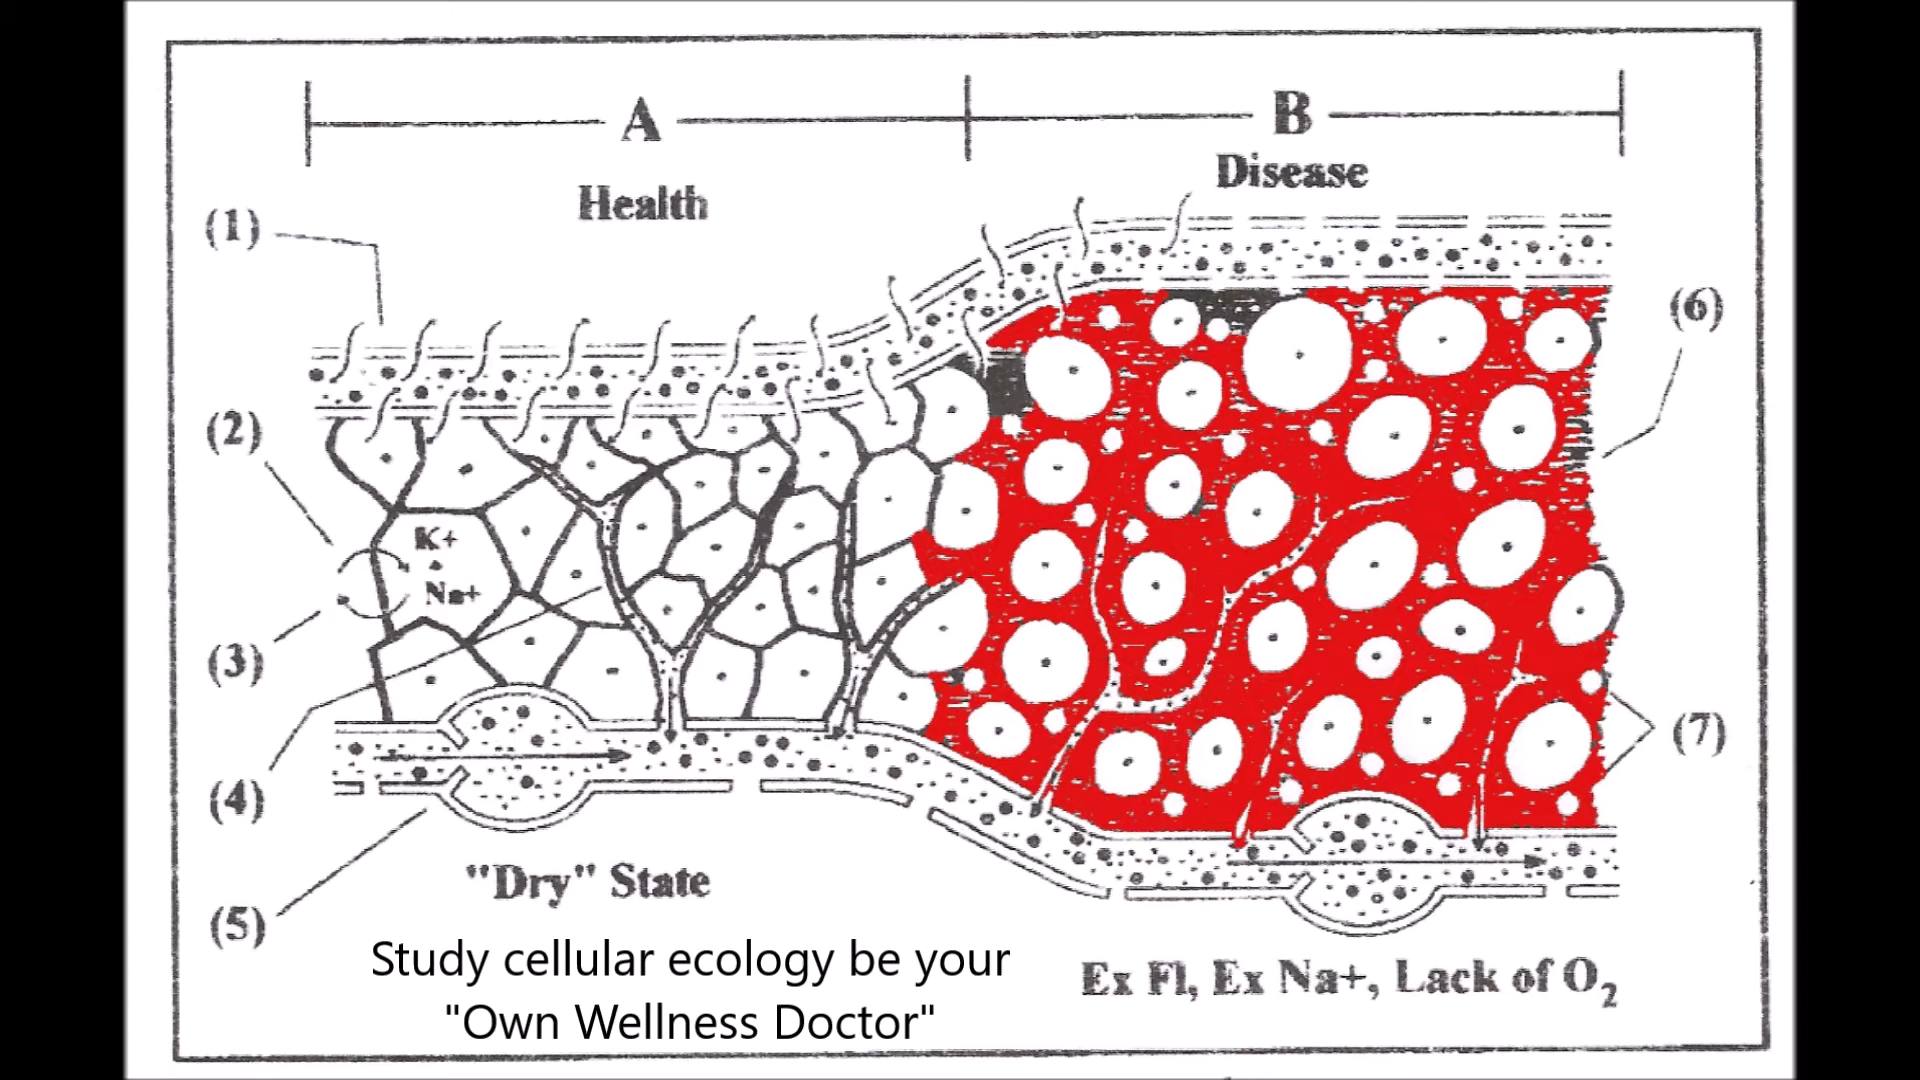 A
B
Health
Disease
(1)
(2)
(3)
(4)
(5)
(6)
(7)
K+
Na+
"Dry" State
Ex Fl, Ex Na+, Lack of O₂
Study cellular ecology be your
"Own Wellness Doctor"